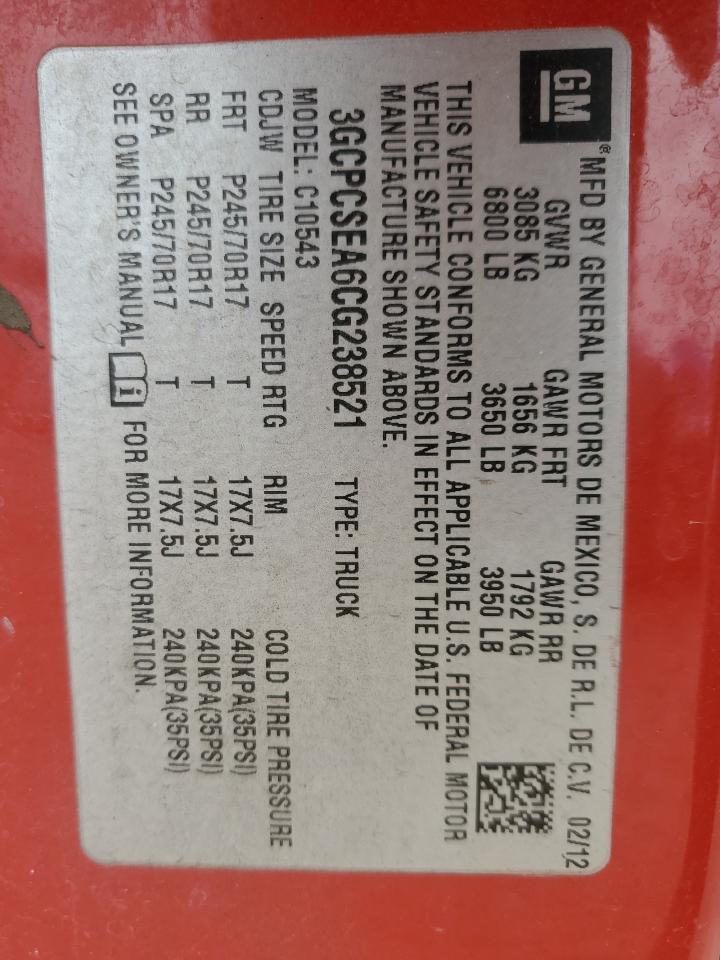 GM® MFD BY GENERAL MOTORS DE MEXICO, S. DE R.L. DE C.V. 02/12
GVWR GAWR FRT GAWR RR
3085 KG 1656 KG 1792 KG
6800 LB 3650 LB 3950 LB
THIS VEHICLE CONFORMS TO ALL APPLICABLE U.S. FEDERAL MOTOR
VEHICLE SAFETY STANDARDS IN EFFECT ON THE DATE OF
MANUFACTURE SHOWN ABOVE.
3GCPCSEA6CG238521 TYPE: TRUCK
MODEL: C10543
CDJW TIRE SIZE SPEED RTG RIM COLD TIRE PRESSURE
FRT P245/70R17 T 17X7.5J 240KPA(35PSI)
RR P245/70R17 T 17X7.5J 240KPA(35PSI)
SPA P245/70R17 T 17X7.5J 240KPA(35PSI)
SEE OWNER'S MANUAL i FOR MORE INFORMATION.